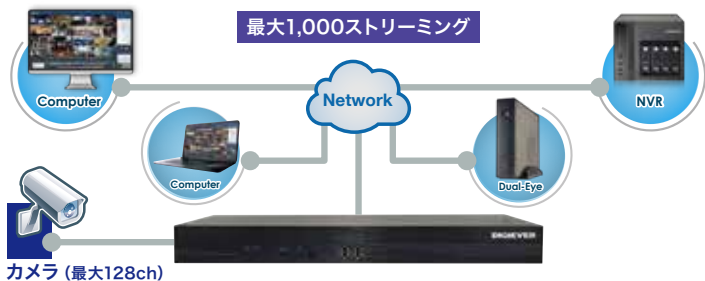 最大1,000ストリーミング
Computer
Network
NVR
Computer
Dual-Eye
DIGIEVER
カメラ（最大128ch）